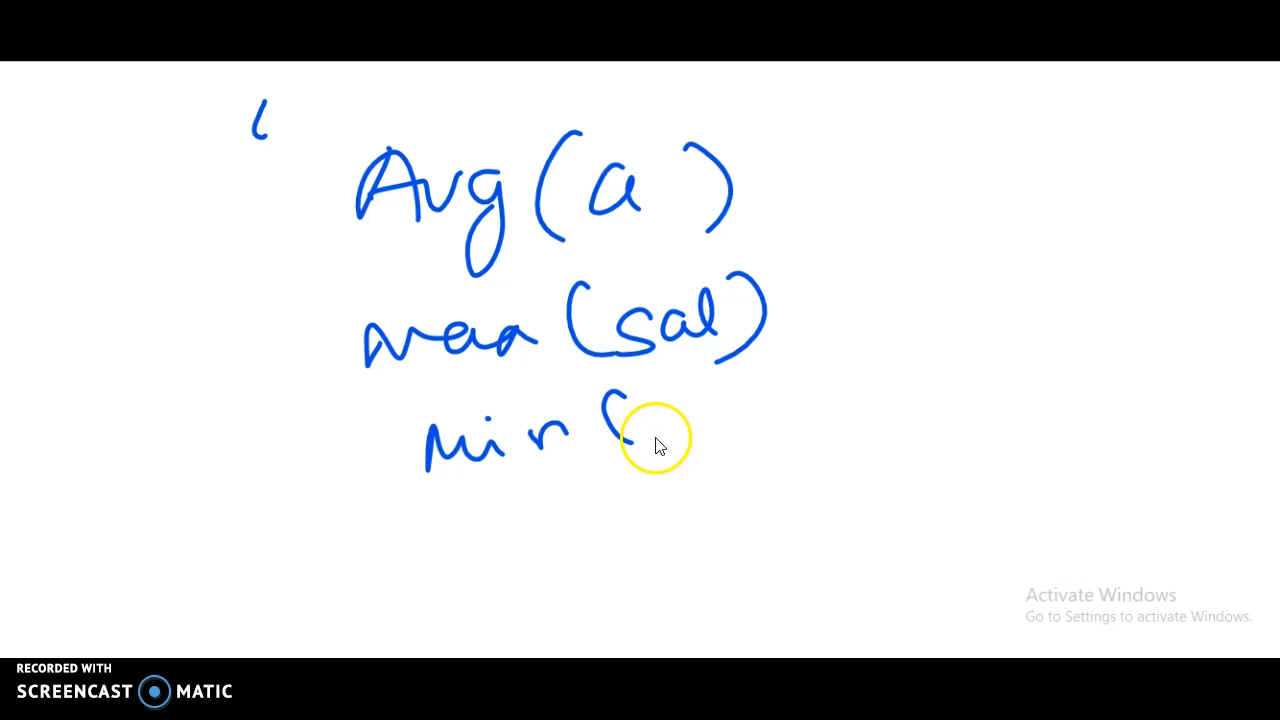 Avg(a)
max(sal)
min(
Activate Windows
Go to Settings to activate Windows.
RECORDED WITH
SCREENCAST MATIC